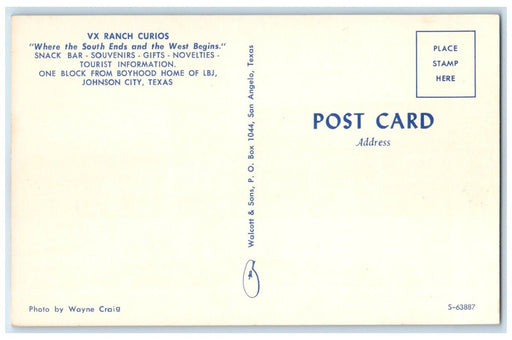 VX RANCH CURIOS
"Where the South Ends and the West Begins."
SNACK BAR - SOUVENIRS - GIFTS - NOVELTIES -
TOURIST INFORMATION.
ONE BLOCK FROM BOYHOOD HOME OF LBJ,
JOHNSON CITY, TEXAS
Photo by Wayne Craig
Walcott & Sons, P. O. Box 1044, San Angelo, Texas
PLACE
STAMP
HERE
POST CARD
Address
S-63887